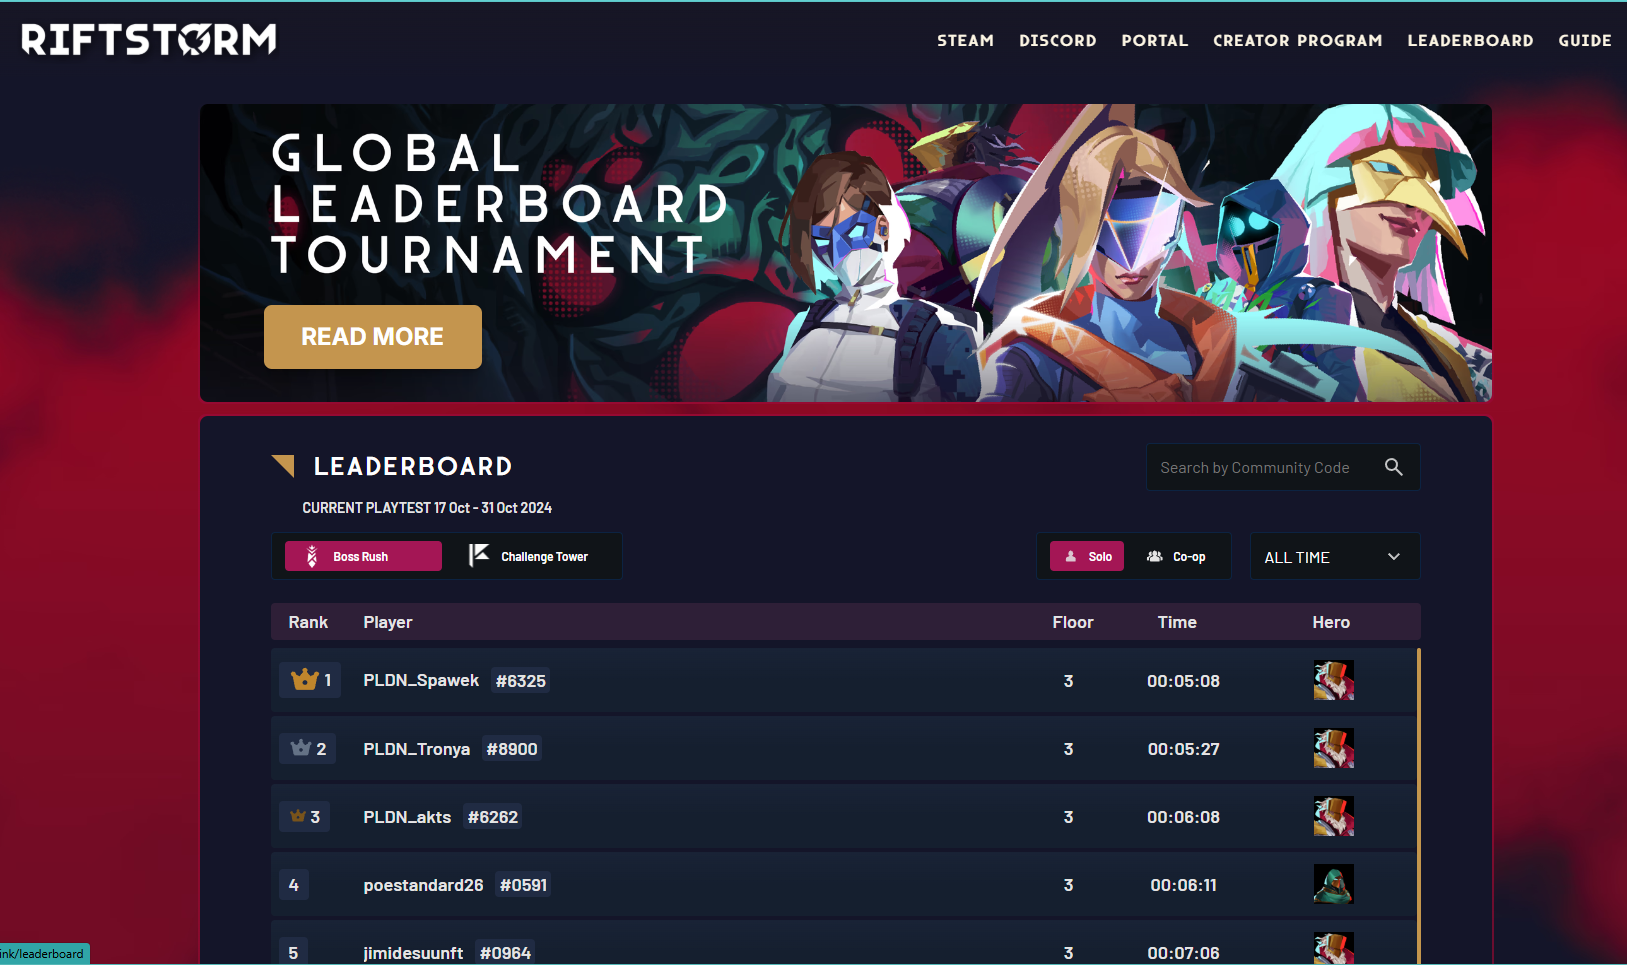 RIFTSTORM
STEAM DISCORD PORTAL CREATOR PROGRAM LEADERBOARD GUIDE
GLOBAL
LEADERBOARD
TOURNAMENT
READ MORE
LEADERBOARD
Search by Community Code
CURRENT PLAYTEST 17 Oct - 31 Oct 2024
Boss Rush Challenge Tower Solo Co-op ALL TIME
Rank Player Floor Time Hero
1 PLDN_Spawek #6325 3 00:05:08
2 PLDN_Tronya #8900 3 00:05:27
3 PLDN_akts #6262 3 00:06:08
4 poestandard26 #0591 3 00:06:11
5 jimidesuunft #0964 3 00:07:06
ink/leaderboard